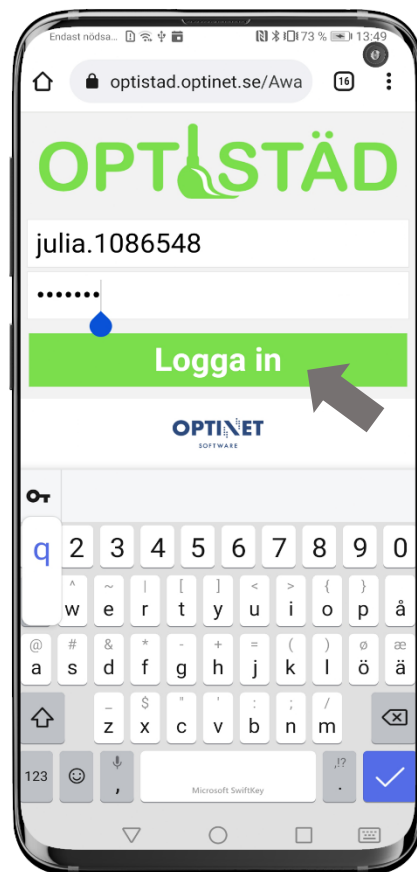 Endast nödsa... 73 % 13:49
optistad.optinet.se/Awa 16
OPTISTÄD
julia.1086548
•••••••
Logga in
OPTINET
SOFTWARE
q 2 3 4 5 6 7 8 9 0
^ ~ | [ ] < > { }
w e r t y u i o p å
@ # & * - + = ( ) ø æ
a s d f g h j k l ö ä
_ $ " ' : ; /
z x c v b n m
123 , Microsoft SwiftKey ,!? .